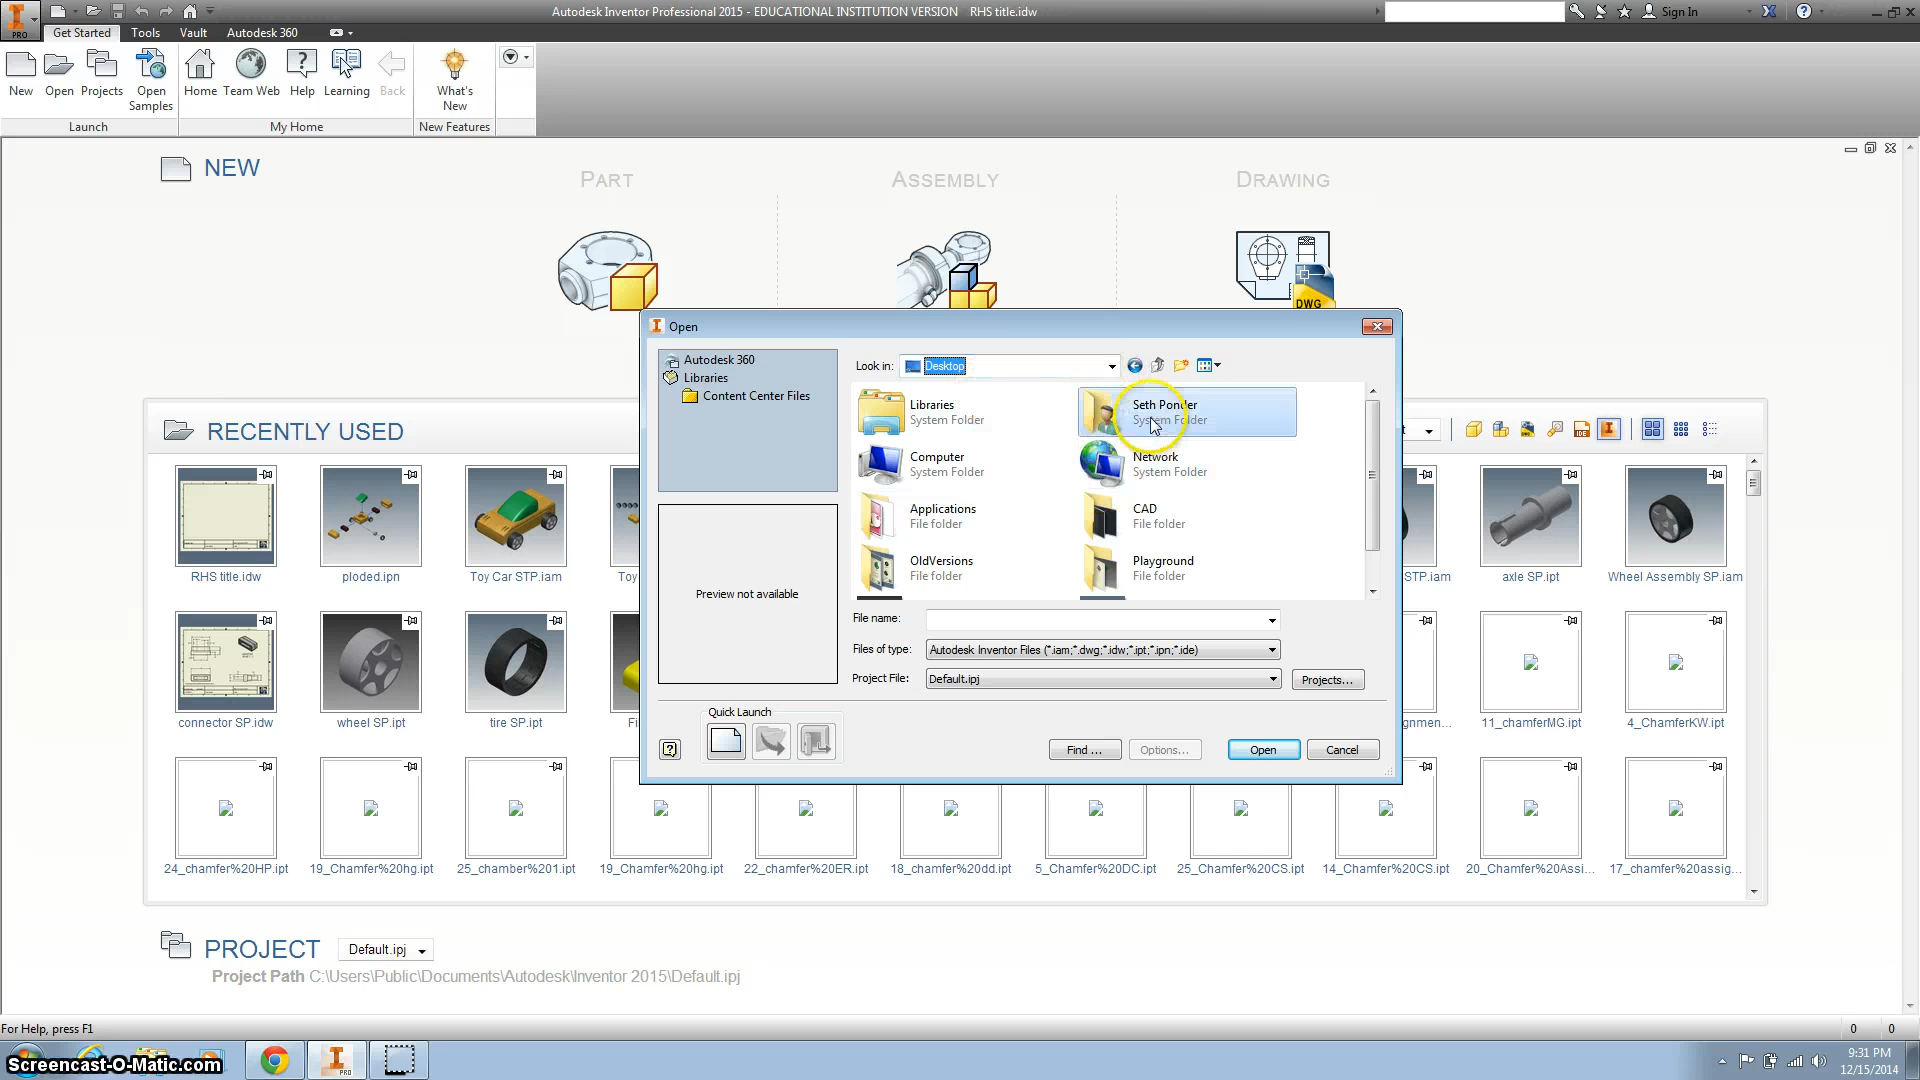 Autodesk Inventor Professional 2015 - EDUCATIONAL INSTITUTION VERSION RHS title.idw
Sign In
PRO
Get Started Tools Vault Autodesk 360
New Open Projects Open Samples Home Team Web Help Learning Back What's New
Launch My Home New Features
NEW
PART ASSEMBLY DRAWING
DWG
Open
Autodesk 360
Libraries
Content Center Files
Look in: Desktop
Libraries
System Folder
Seth Ponder
System Folder
Computer
System Folder
Network
System Folder
Applications
File folder
CAD
File folder
OldVersions
File folder
Playground
File folder
Preview not available
File name:
Files of type: Autodesk Inventor Files (*.iam;*.dwg;*.idw;*.ipt;*.ipn;*.ide)
Project File: Default.ipj Projects...
Quick Launch
Find ... Options... Open Cancel
RECENTLY USED
RHS title.idw ploded.ipn Toy Car STP.iam Toy STP.iam axle SP.ipt Wheel Assembly SP.iam
connector SP.idw wheel SP.ipt tire SP.ipt Fi gnmen... 11_chamferMG.ipt 4_ChamferKW.ipt
24_chamfer%20HP.ipt 19_Chamfer%20hg.ipt 25_chamber%201.ipt 19_Chamfer%20hg.ipt 22_chamfer%20ER.ipt 18_chamfer%20dd.ipt 5_Chamfer%20DC.ipt 25_Chamfer%20CS.ipt 14_Chamfer%20CS.ipt 20_Chamfer%20Assi... 17_chamfer%20assig...
PROJECT Default.ipj
Project Path C:\Users\Public\Documents\Autodesk\Inventor 2015\Default.ipj
For Help, press F1
0 0
Screencast-O-Matic.com
PRO
9:31 PM
12/15/2014